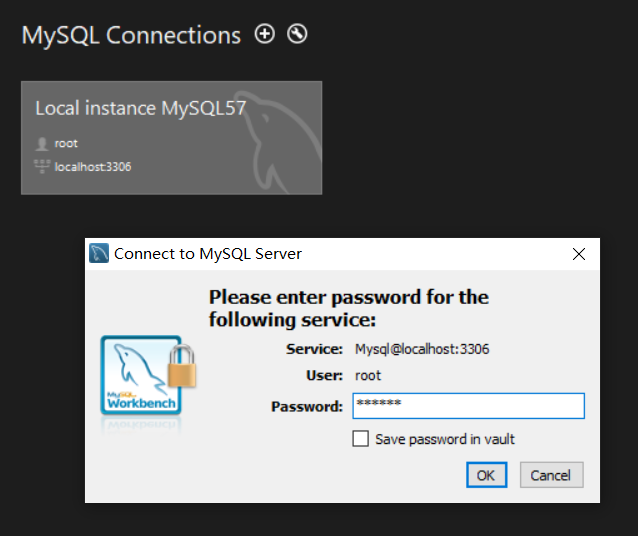 MySQL Connections
Local instance MySQL57
root
localhost:3306
Connect to MySQL Server
Please enter password for the
following service:
Service: Mysql@localhost:3306
User: root
MySQL
Workbench
Password: ******
Save password in vault
OK Cancel